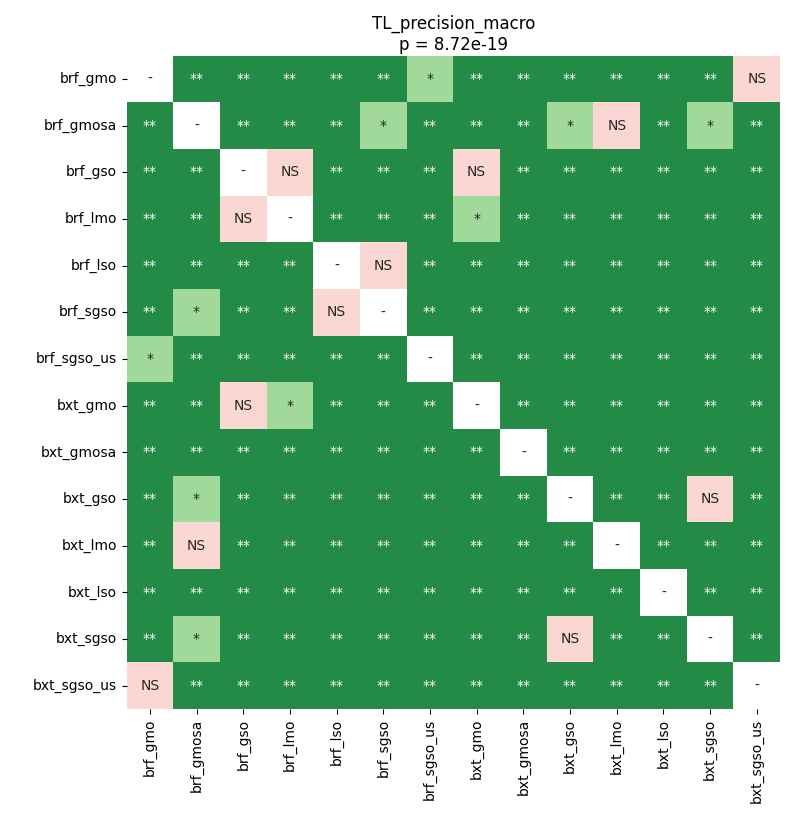 TL_precision_macro
p = 8.72e-19
brf_gmo - ** ** ** ** ** * ** ** ** ** ** ** NS
brf_gmosa ** - ** ** ** * ** ** ** * NS ** * **
brf_gso ** ** - NS ** ** ** NS ** ** ** ** ** **
brf_lmo ** ** NS - ** ** ** * ** ** ** ** ** **
brf_lso ** ** ** ** - NS ** ** ** ** ** ** ** **
brf_sgso ** * ** ** NS - ** ** ** ** ** ** ** **
brf_sgso_us * ** ** ** ** ** - ** ** ** ** ** ** **
bxt_gmo ** ** NS * ** ** ** - ** ** ** ** ** **
bxt_gmosa ** ** ** ** ** ** ** ** - ** ** ** ** **
bxt_gso ** * ** ** ** ** ** ** ** - ** ** NS **
bxt_lmo ** NS ** ** ** ** ** ** ** ** - ** ** **
bxt_lso ** ** ** ** ** ** ** ** ** ** ** - ** **
bxt_sgso ** * ** ** ** ** ** ** ** NS ** ** - **
bxt_sgso_us NS ** ** ** ** ** ** ** ** ** ** ** ** -
brf_gmo brf_gmosa brf_gso brf_lmo brf_lso brf_sgso brf_sgso_us bxt_gmo bxt_gmosa bxt_gso bxt_lmo bxt_lso bxt_sgso bxt_sgso_us